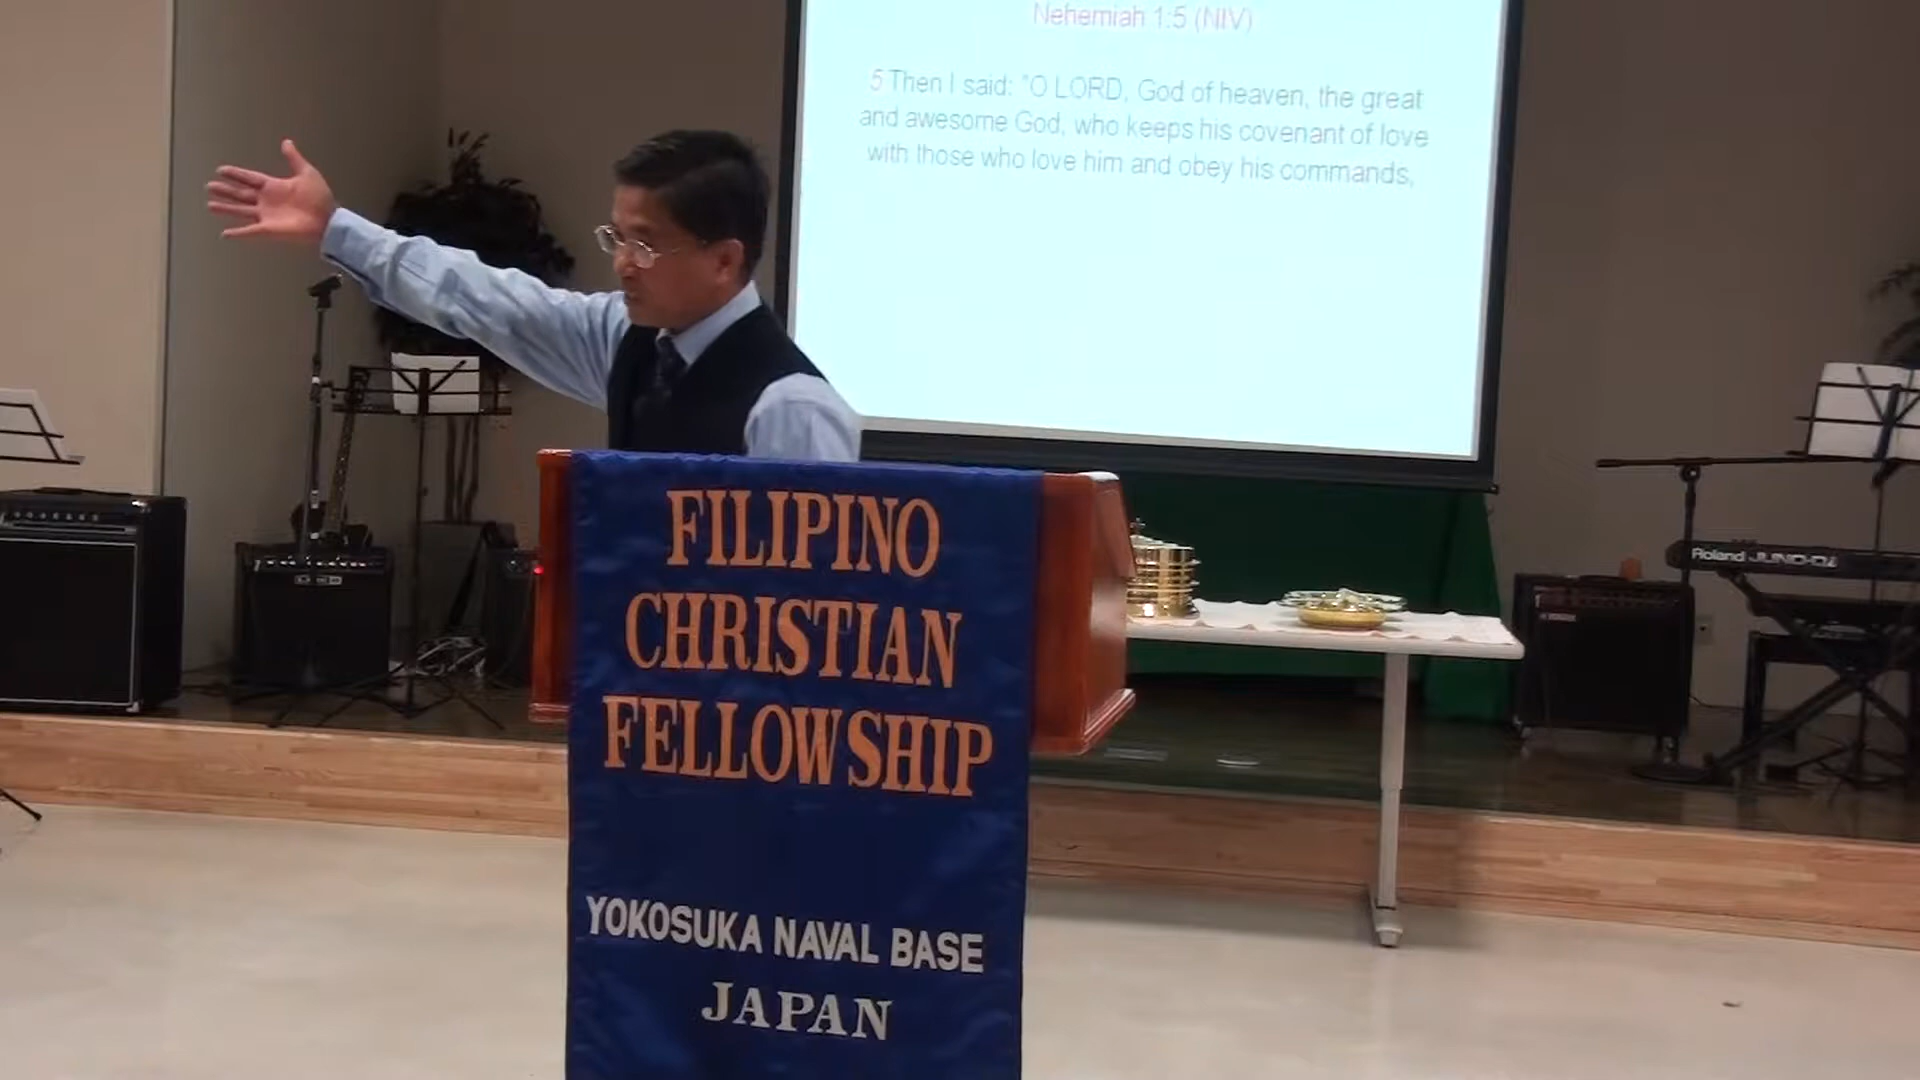 Nehemiah 1:5 (NIV)
5 Then I said: "O LORD, God of heaven, the great
and awesome God, who keeps his covenant of love
with those who love him and obey his commands,
FILIPINO
CHRISTIAN
FELLOWSHIP
YOKOSUKA NAVAL BASE
JAPAN
Roland JUNO-Di